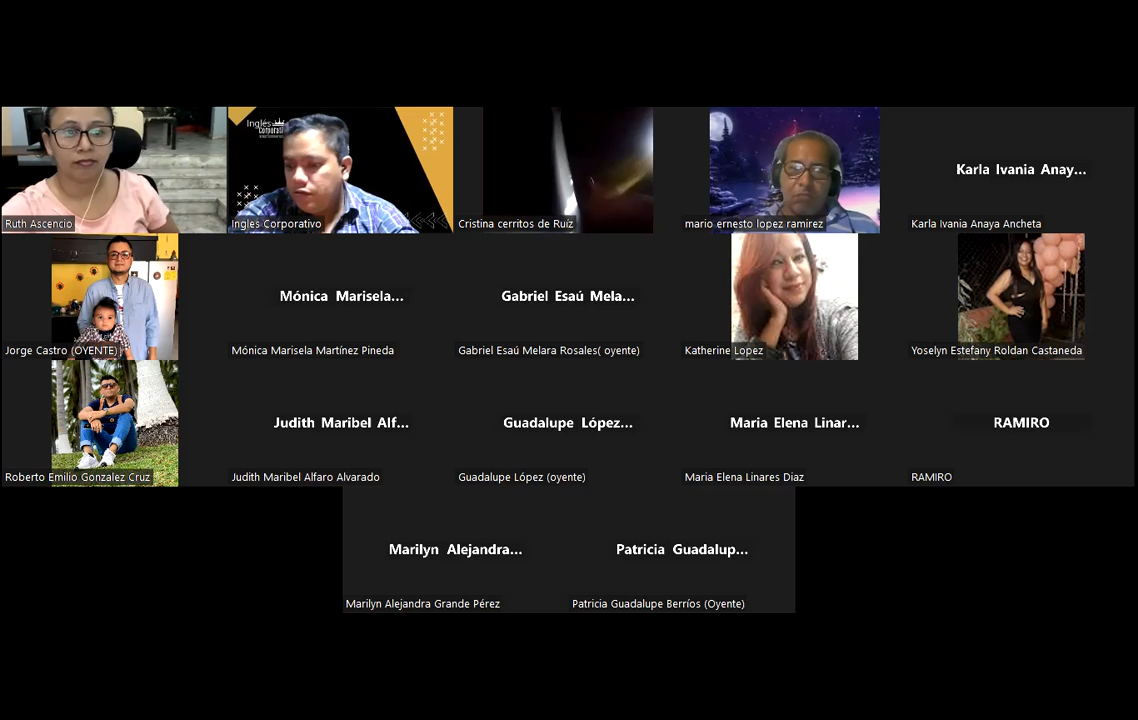 Inglés
Corporativo
Ruth Ascencio
Ingles Corporativo
Cristina cerritos de Ruíz
mario ernesto lopez ramirez
Karla Ivania Anay...
Karla Ivania Anaya Ancheta
Jorge Castro (OYENTE)
Mónica Marisela...
Mónica Marisela Martínez Pineda
Gabriel Esaú Mela...
Gabriel Esaú Melara Rosales( oyente)
Katherine Lopez
Yoselyn Estefany Roldan Castaneda
Roberto Emilio Gonzalez Cruz
Judith Maribel Alf...
Judith Maribel Alfaro Alvarado
Guadalupe López...
Guadalupe López (oyente)
Maria Elena Linar...
Maria Elena Linares Diaz
RAMIRO
RAMIRO
Marilyn Alejandra...
Marilyn Alejandra Grande Pérez
Patricia Guadalup...
Patricia Guadalupe Berríos (Oyente)